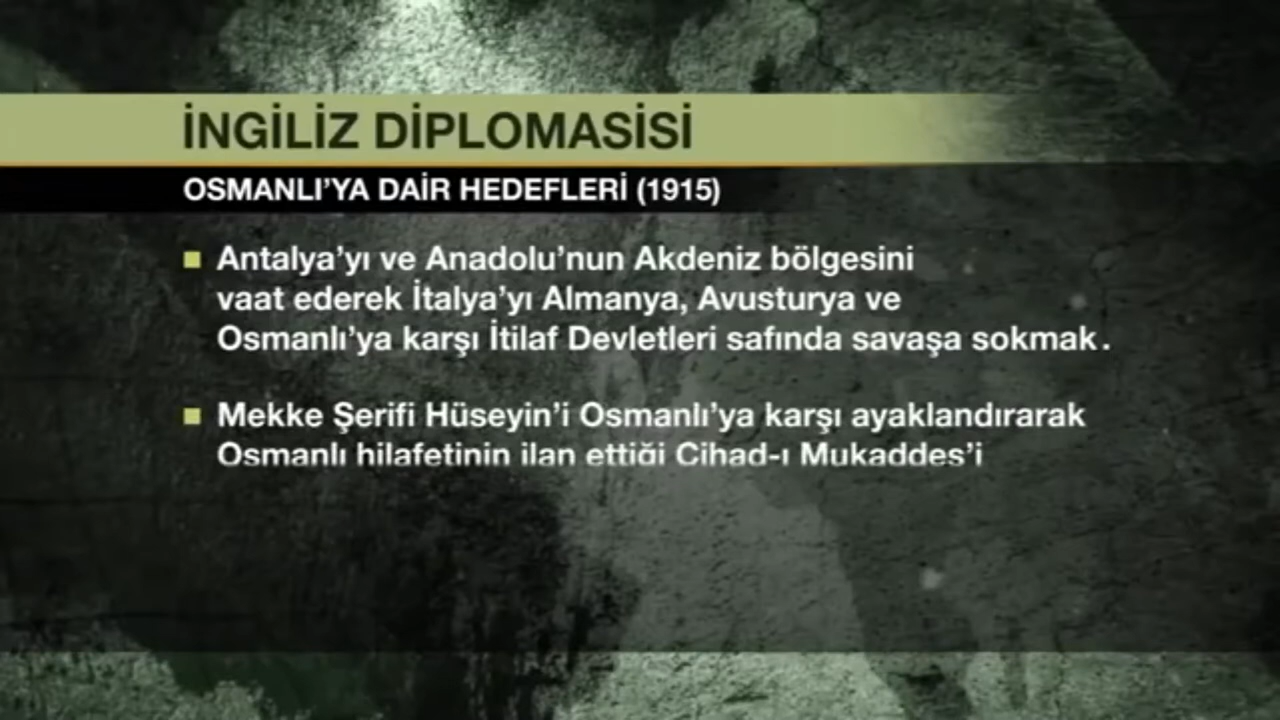 İNGİLİZ DİPLOMASİSİ
OSMANLI’YA DAİR HEDEFLERİ (1915)
■ Antalya’yı ve Anadolu’nun Akdeniz bölgesini
vaat ederek İtalya’yı Almanya, Avusturya ve
Osmanlı’ya karşı İtilaf Devletleri safında savaşa sokmak.
■ Mekke Şerifi Hüseyin’i Osmanlı’ya karşı ayaklandırarak
Osmanlı hilafetinin ilan ettiği Cihad-ı Mukaddes’i